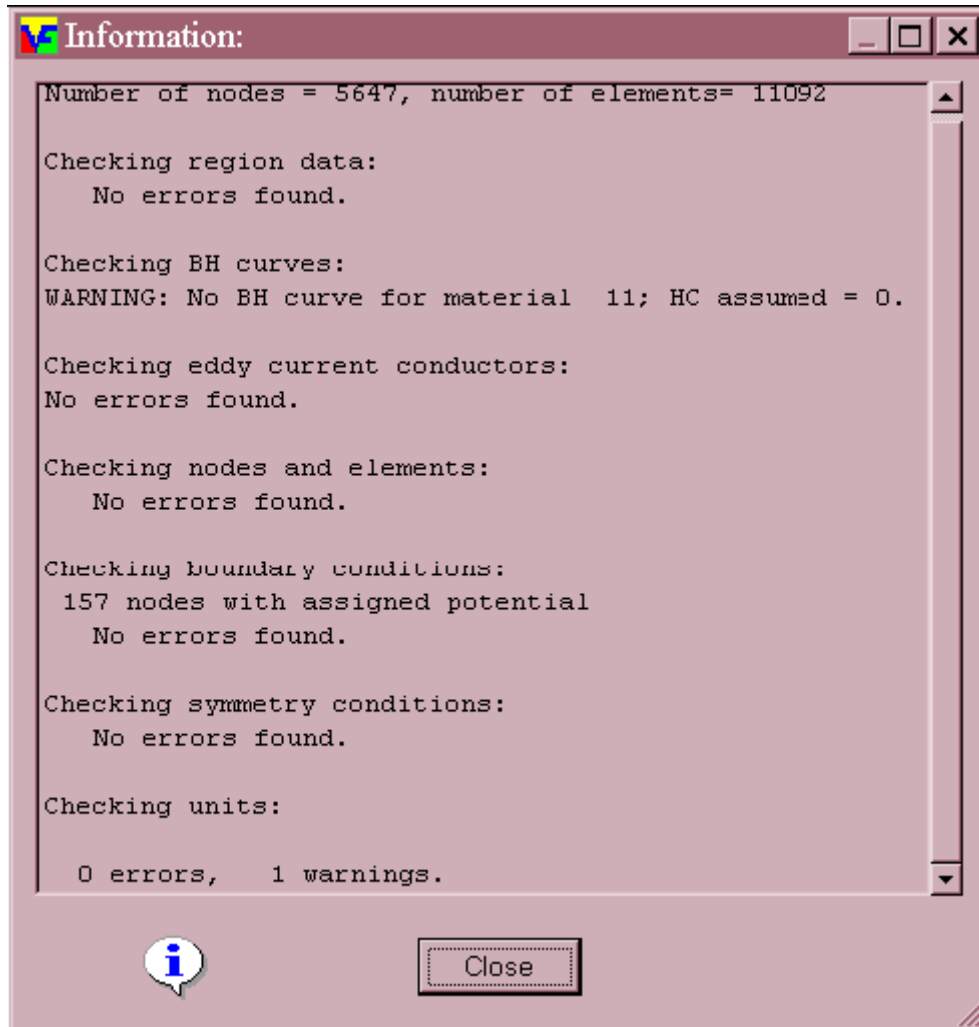 Information:
Number of nodes = 5647, number of elements= 11092
Checking region data:
No errors found.
Checking BH curves:
WARNING: No BH curve for material 11; HC assumed = 0.
Checking eddy current conductors:
No errors found.
Checking nodes and elements:
No errors found.
Checking boundary conditions:
157 nodes with assigned potential
No errors found.
Checking symmetry conditions:
No errors found.
Checking units:
0 errors, 1 warnings.
Close